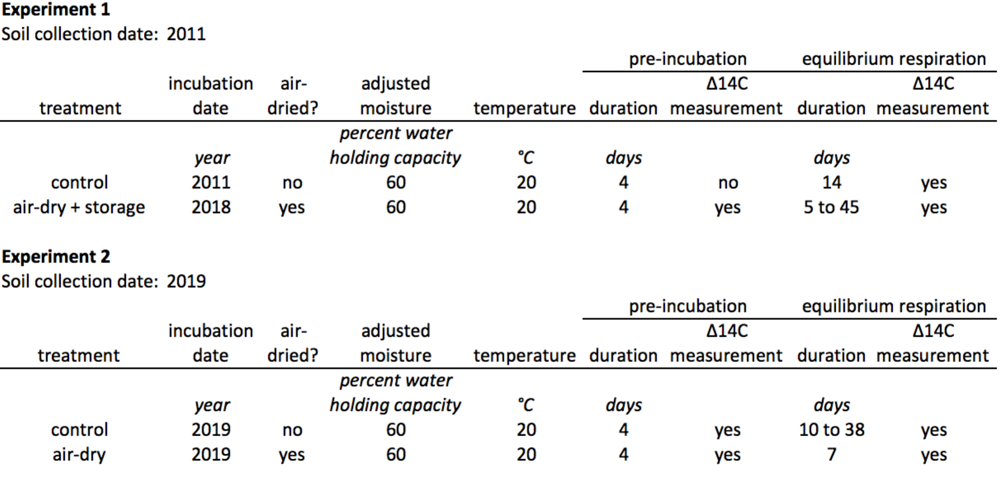 Experiment 1
Soil collection date: 2011
pre-incubation equilibrium respiration
incubation air- adjusted Δ14C Δ14C
treatment date dried? moisture temperature duration measurement duration measurement
percent water
year holding capacity °C days days
control 2011 no 60 20 4 no 14 yes
air-dry + storage 2018 yes 60 20 4 yes 5 to 45 yes
Experiment 2
Soil collection date: 2019
pre-incubation equilibrium respiration
incubation air- adjusted Δ14C Δ14C
treatment date dried? moisture temperature duration measurement duration measurement
percent water
year holding capacity °C days days
control 2019 no 60 20 4 yes 10 to 38 yes
air-dry 2019 yes 60 20 4 yes 7 yes